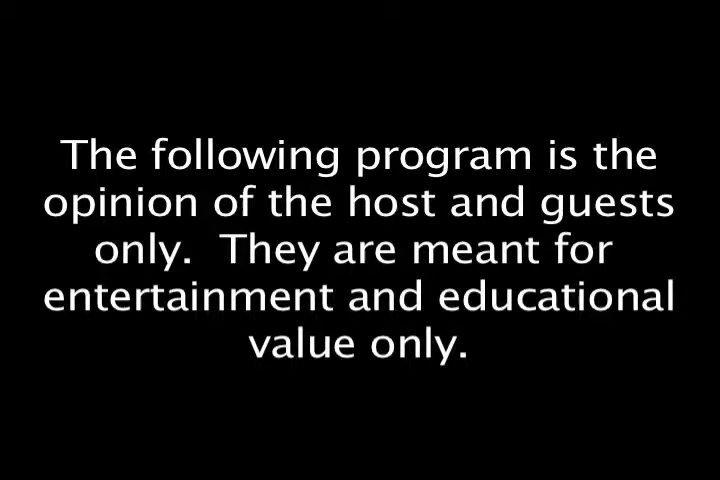 The following program is the
opinion of the host and guests
only.  They are meant for
entertainment and educational
value only.